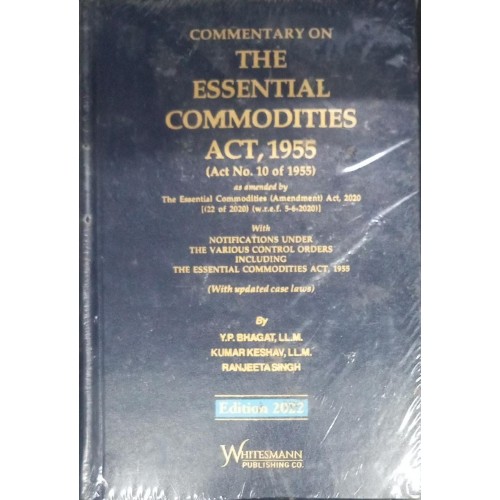 COMMENTARY ON
THE
ESSENTIAL
COMMODITIES
ACT, 1955
(Act No. 10 of 1955)
as amended by
The Essential Commodities (Amendment) Act, 2020
[(22 of 2020) (w.r.e.f. 5-6-2020)]
With
NOTIFICATIONS UNDER
THE VARIOUS CONTROL ORDERS
INCLUDING
THE ESSENTIAL COMMODITIES ACT, 1955
(With updated case laws)
By
Y.P. BHAGAT, LL.M.
KUMAR KESHAV, LL.M.
RANJEETA SINGH
Edition 2022
WHITESMANN
PUBLISHING CO.